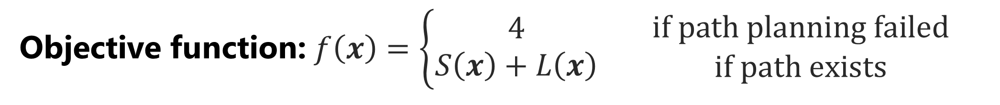 4 if path planning failed
Objective function: f(x) = {
S(x) + L(x) if path exists